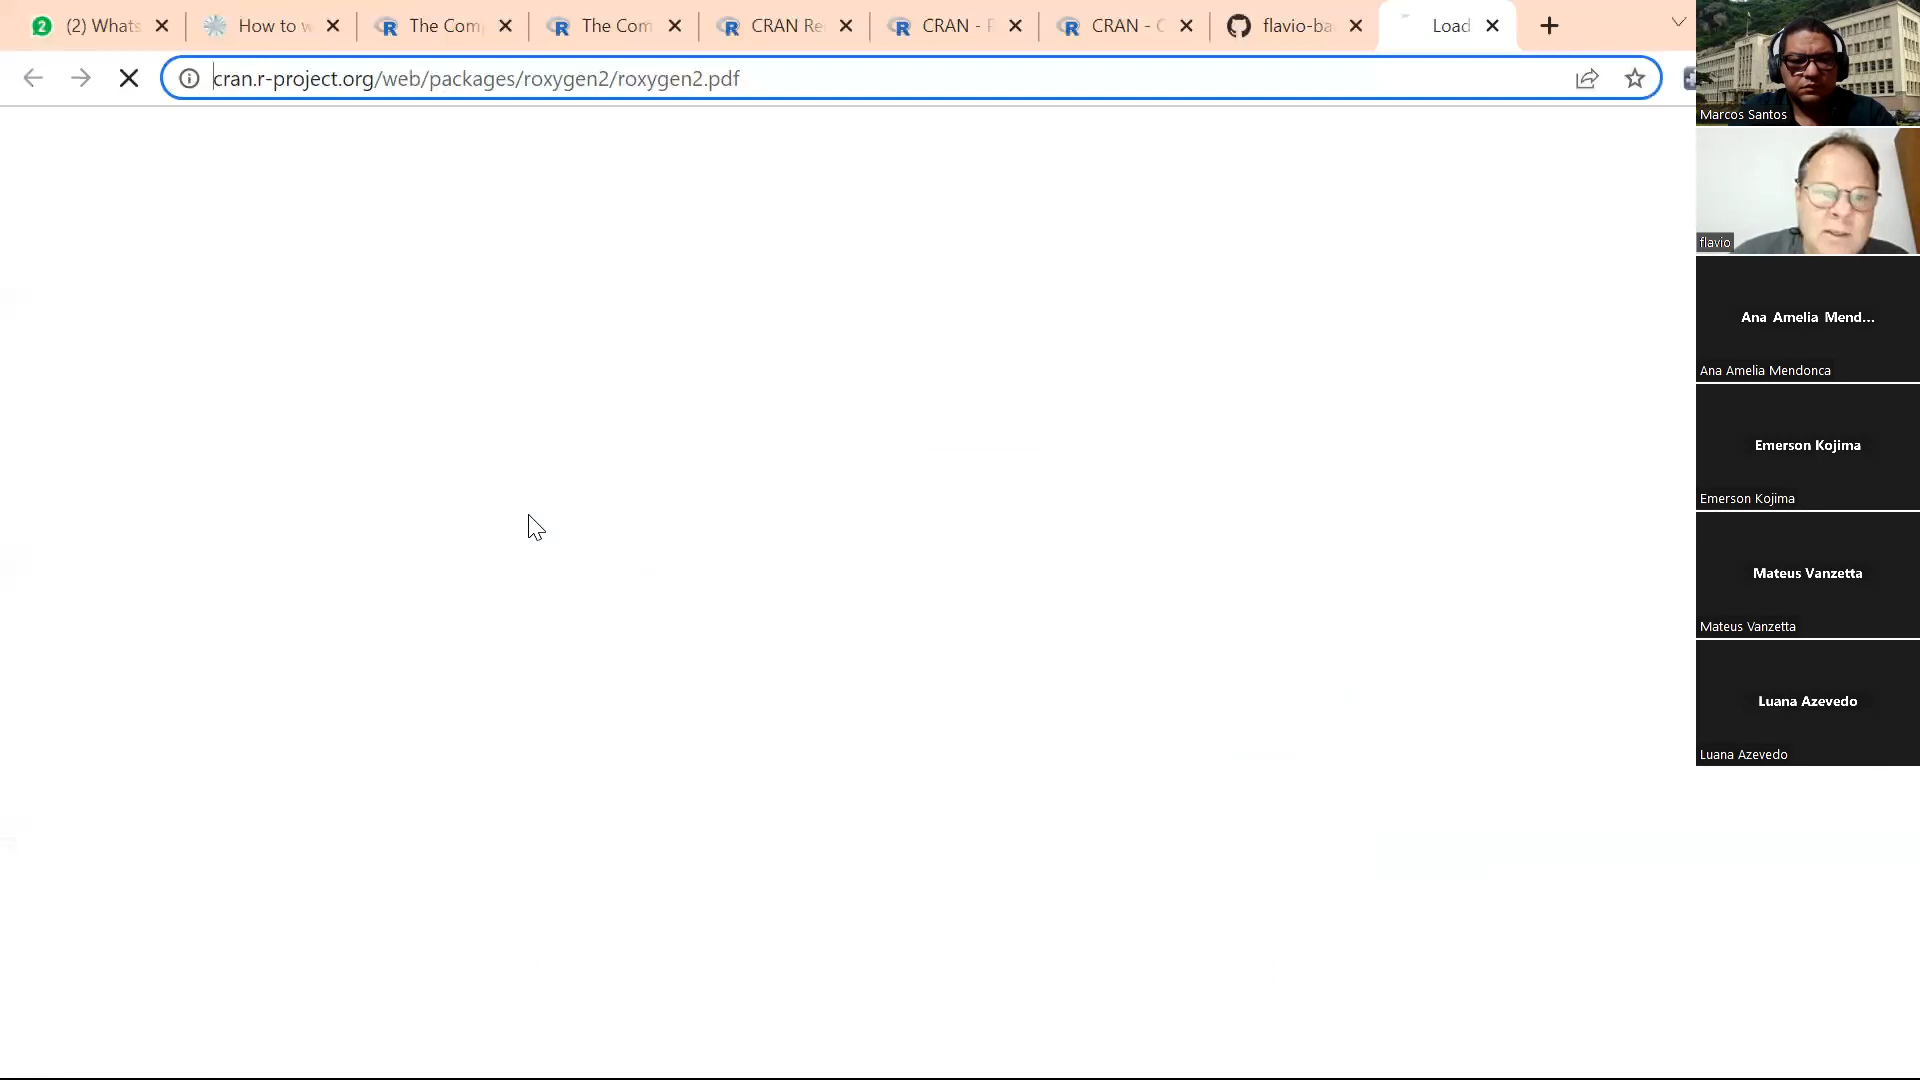 2 (2) Whats
How to w
The Comp
The Com
CRAN Re
CRAN -
CRAN - C
flavio-ba
Load
cran.r-project.org/web/packages/roxygen2/roxygen2.pdf
Marcos Santos
flavio
Ana Amelia Mend...
Ana Amelia Mendonca
Emerson Kojima
Emerson Kojima
Mateus Vanzetta
Mateus Vanzetta
Luana Azevedo
Luana Azevedo